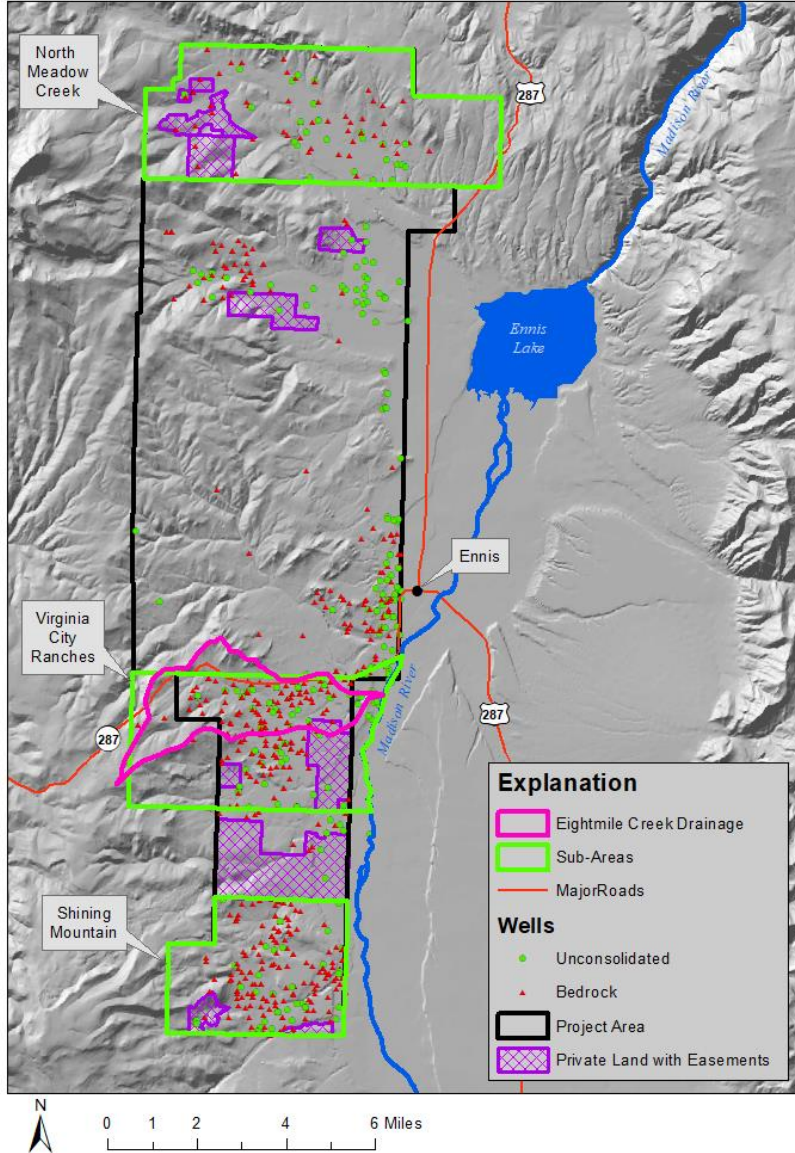 North
Meadow
Creek
287
Madison River
Ennis
Lake
Ennis
Virginia
City
Ranches
287
Madison River
287
Shining
Mountain
Explanation
Eightmile Creek Drainage
Sub-Areas
MajorRoads
Wells
Unconsolidated
Bedrock
Project Area
Private Land with Easements
N
0 1 2 4 6 Miles